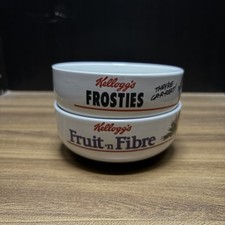 Kellogg's
FROSTIES
THEY'RE
GR-R-REAT!
Kellogg's
Fruit 'n Fibre